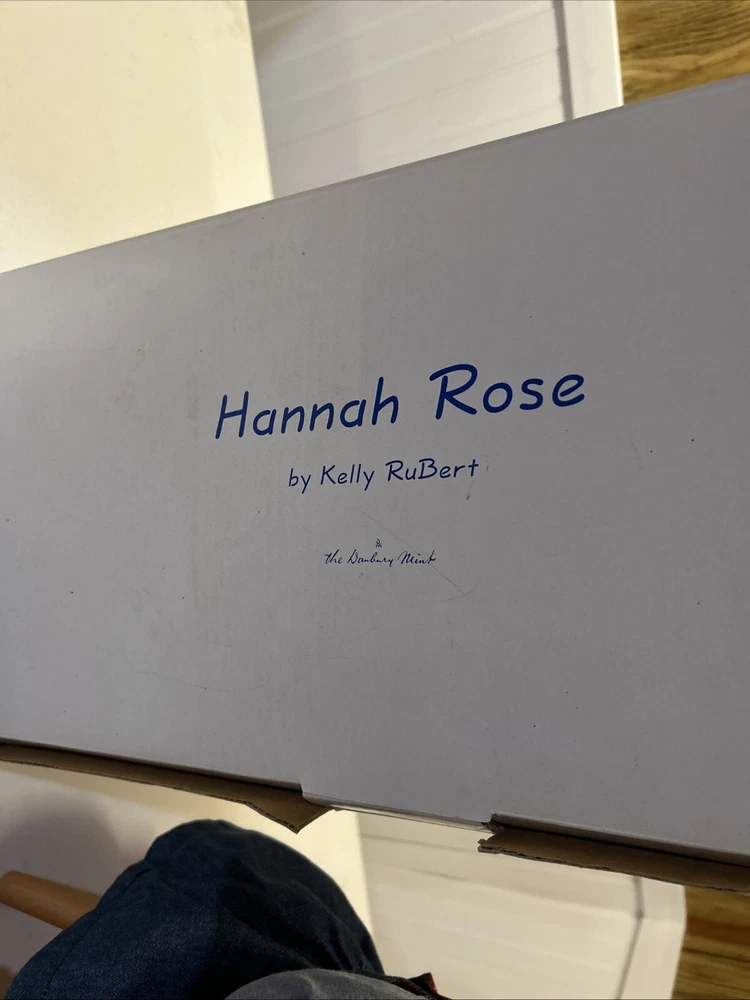 Hannah Rose
by Kelly RuBert
the Danbury Mint